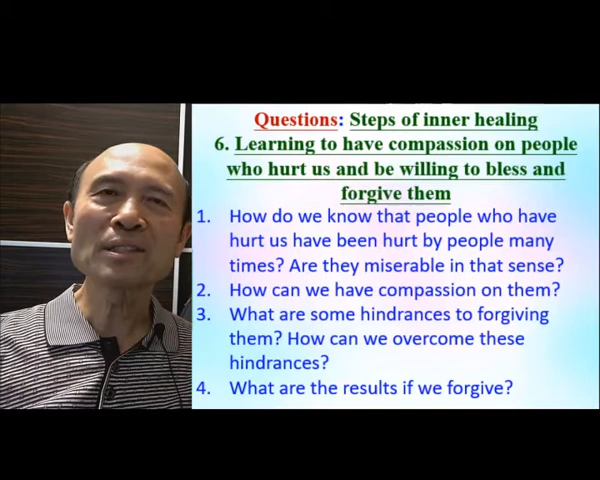 Questions: Steps of inner healing
6. Learning to have compassion on people
who hurt us and be willing to bless and
forgive them
1. How do we know that people who have
hurt us have been hurt by people many
times? Are they miserable in that sense?
2. How can we have compassion on them?
3. What are some hindrances to forgiving
them? How can we overcome these
hindrances?
4. What are the results if we forgive?